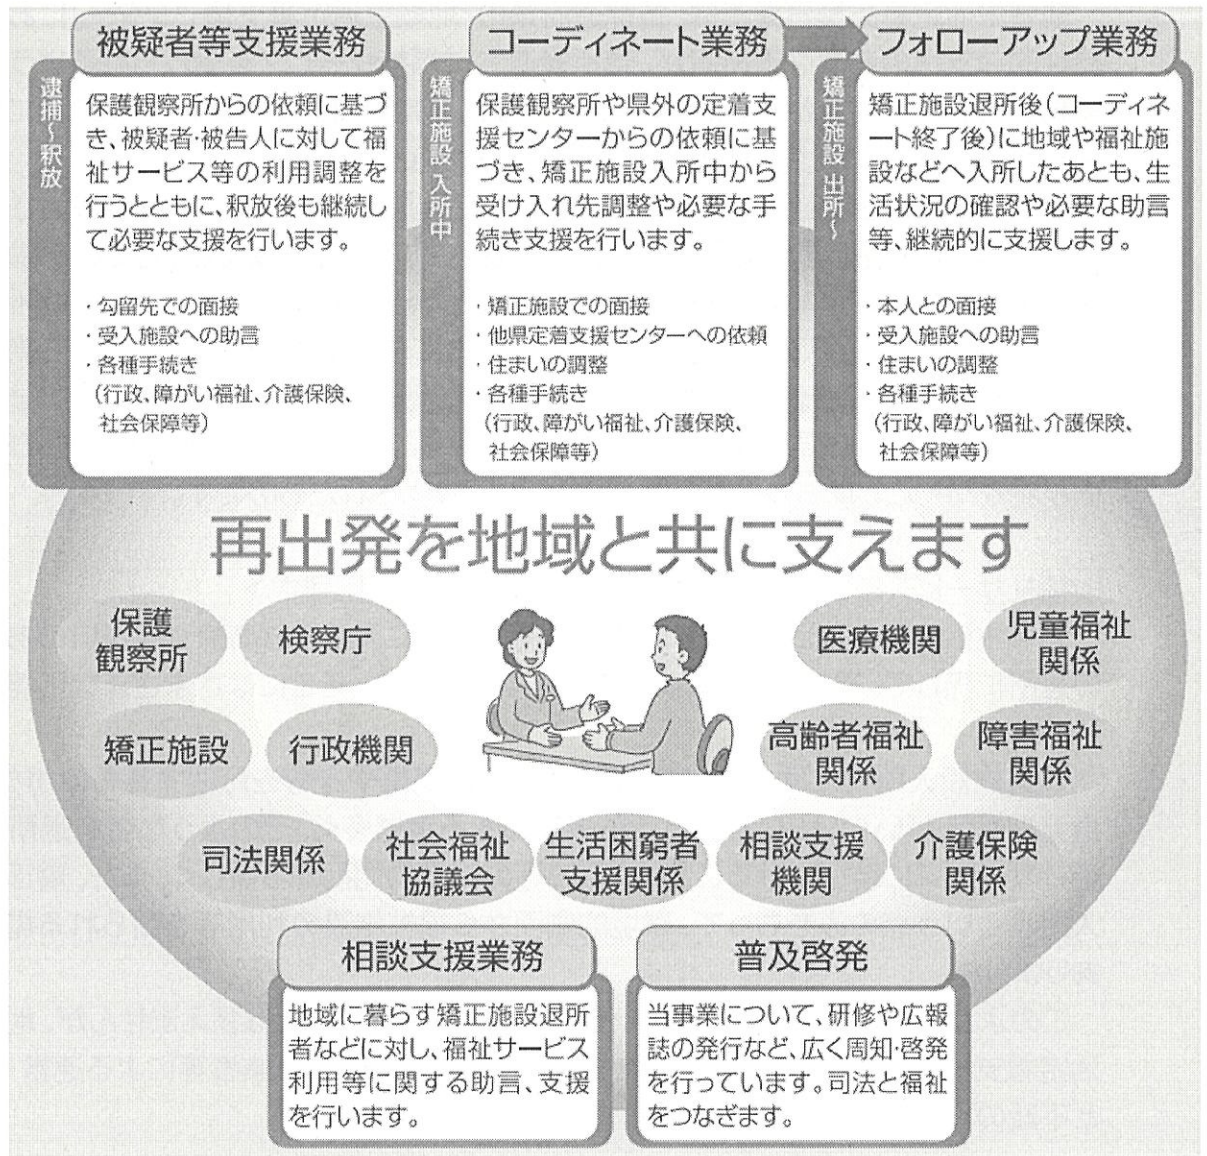 被疑者等支援業務
逮捕~釈放
保護観察所からの依頼に基づ
き、被疑者・被告人に対して福
祉サービス等の利用調整を
行うとともに、釈放後も継続し
て必要な支援を行います。
・勾留先での面接
・受入施設への助言
・各種手続き
(行政、障がい福祉、介護保険、
社会保障等)
コーディネート業務
矯正施設 入所中
保護観察所や県外の定着支
援センターからの依頼に基
づき、矯正施設入所中から
受け入れ先調整や必要な手
続き支援を行います。
・矯正施設での面接
・他県定着支援センターへの依頼
・住まいの調整
・各種手続き
(行政、障がい福祉、介護保険、
社会保障等)
フォローアップ業務
矯正施設 出所~
矯正施設退所後(コーディネ
ート終了後)に地域や福祉施
設などへ入所したあとも、生
活状況の確認や必要な助言
等、継続的に支援します。
・本人との面接
・受入施設への助言
・住まいの調整
・各種手続き
(行政、障がい福祉、介護保険、
社会保障等)
再出発を地域と共に支えます
保護
観察所
検察庁
医療機関
児童福祉
関係
矯正施設
行政機関
高齢者福祉
関係
障害福祉
関係
司法関係
社会福祉
協議会
生活困窮者
支援関係
相談支援
機関
介護保険
関係
相談支援業務
地域に暮らす矯正施設退所
者などに対し、福祉サービス
利用等に関する助言、支援
を行います。
普及啓発
当事業について、研修や広報
誌の発行など、広く周知・啓発
を行っています。司法と福祉
をつなぎます。